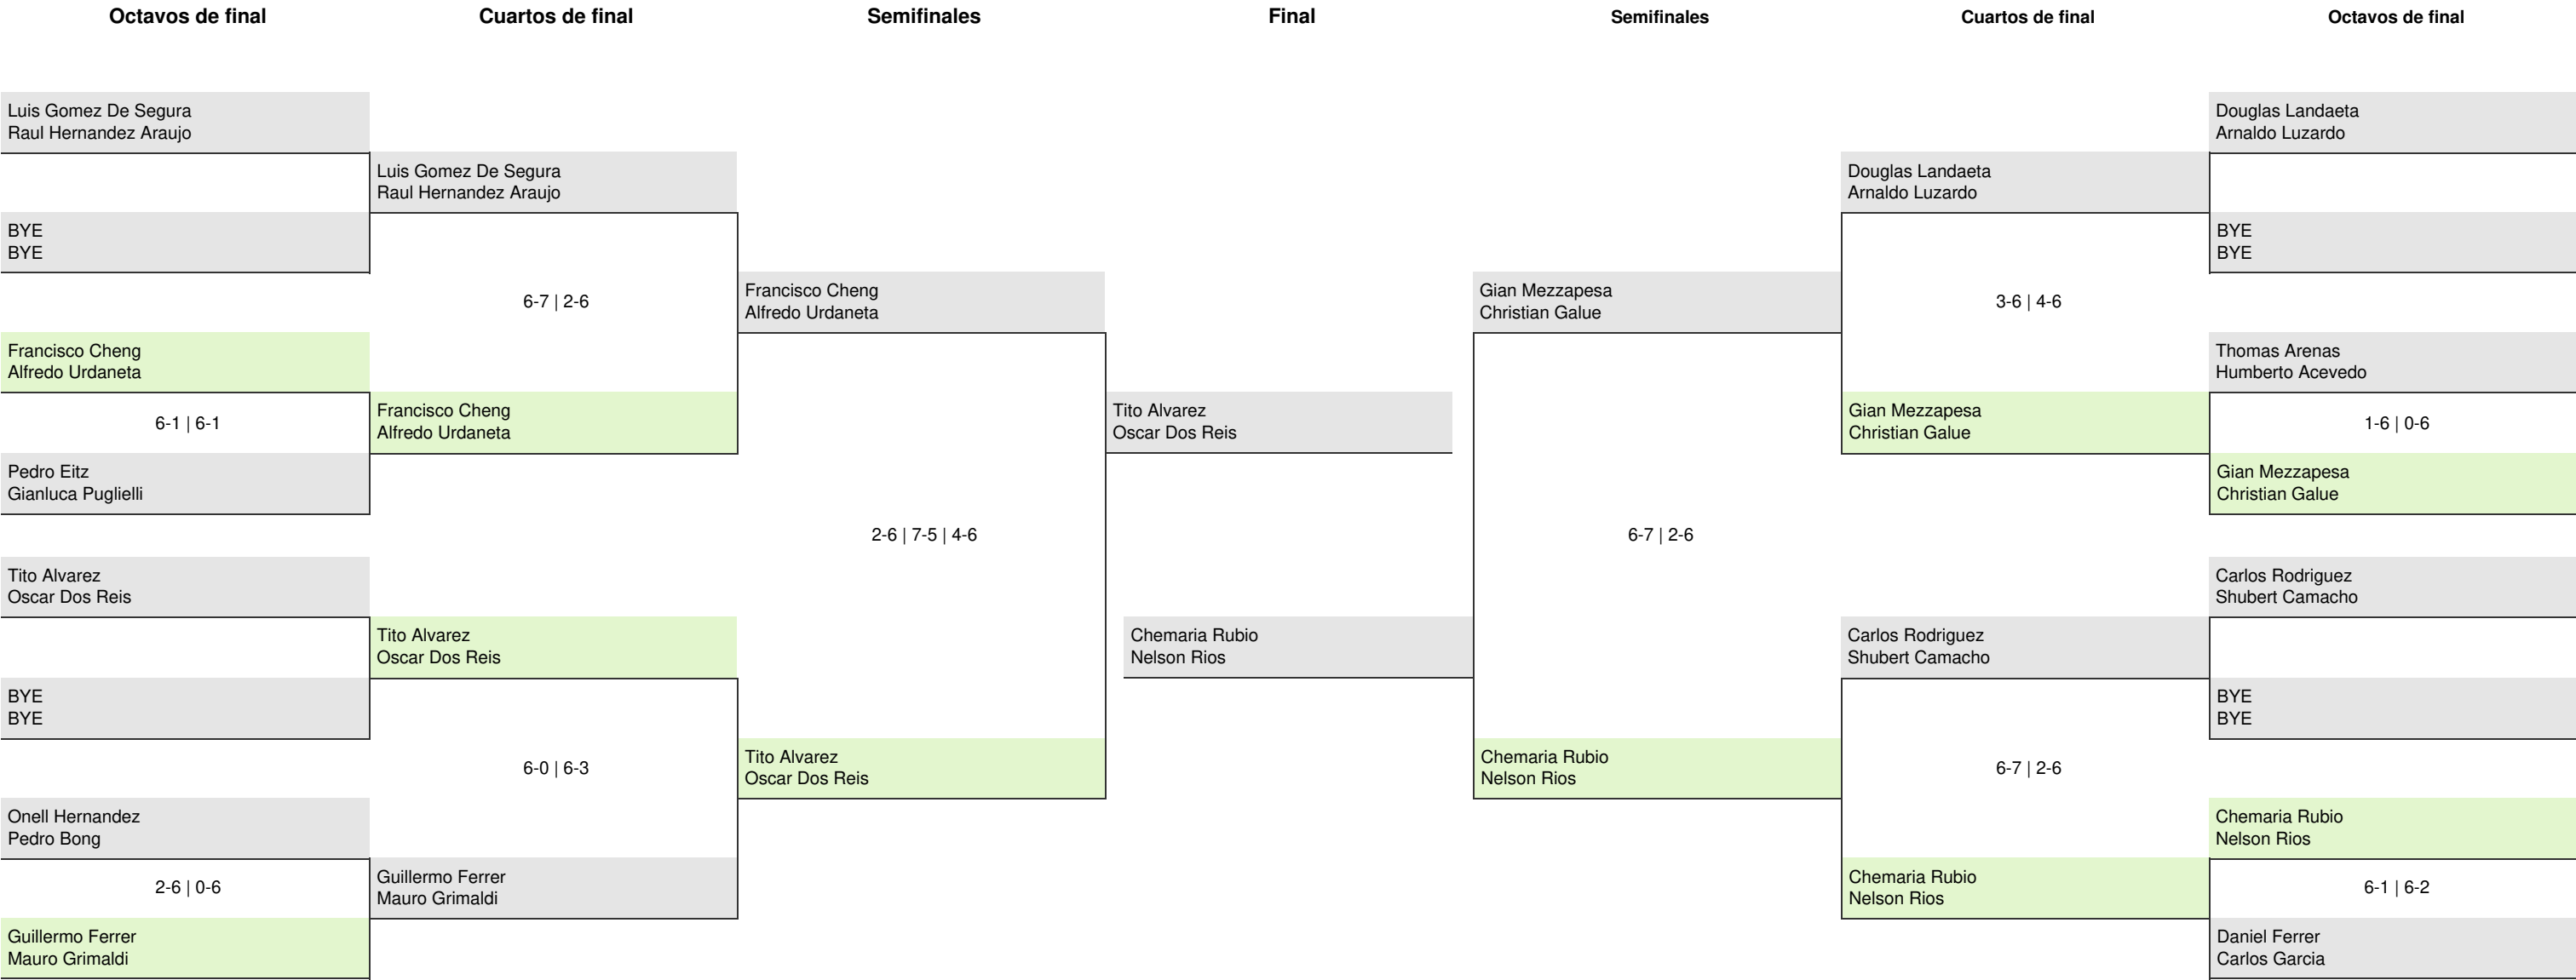 Octavos de final
Cuartos de final
Semifinales
Final
Semifinales
Cuartos de final
Octavos de final
Luis Gomez De Segura
Raul Hernandez Araujo
BYE
BYE
Francisco Cheng
Alfredo Urdaneta
6-1 | 6-1
Pedro Eitz
Gianluca Puglielli
Tito Alvarez
Oscar Dos Reis
BYE
BYE
Onell Hernandez
Pedro Bong
2-6 | 0-6
Guillermo Ferrer
Mauro Grimaldi
Luis Gomez De Segura
Raul Hernandez Araujo
6-7 | 2-6
Francisco Cheng
Alfredo Urdaneta
Tito Alvarez
Oscar Dos Reis
6-0 | 6-3
Guillermo Ferrer
Mauro Grimaldi
Francisco Cheng
Alfredo Urdaneta
2-6 | 7-5 | 4-6
Tito Alvarez
Oscar Dos Reis
Tito Alvarez
Oscar Dos Reis
Chemaria Rubio
Nelson Rios
Gian Mezzapesa
Christian Galue
6-7 | 2-6
Chemaria Rubio
Nelson Rios
Douglas Landaeta
Arnaldo Luzardo
3-6 | 4-6
Gian Mezzapesa
Christian Galue
Carlos Rodriguez
Shubert Camacho
6-7 | 2-6
Chemaria Rubio
Nelson Rios
Douglas Landaeta
Arnaldo Luzardo
BYE
BYE
Thomas Arenas
Humberto Acevedo
1-6 | 0-6
Gian Mezzapesa
Christian Galue
Carlos Rodriguez
Shubert Camacho
BYE
BYE
Chemaria Rubio
Nelson Rios
6-1 | 6-2
Daniel Ferrer
Carlos Garcia